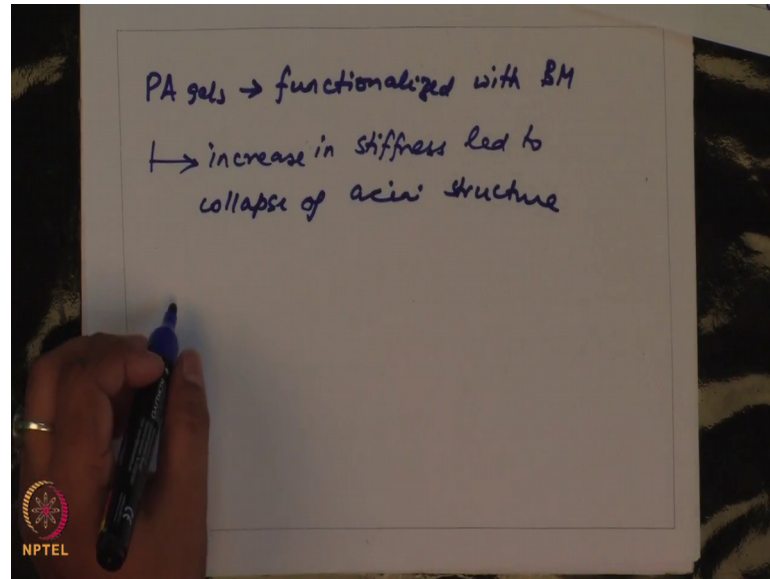 PA gels → functionalized with BM
↳ increase in stiffness led to
collapse of acini structure
NPTEL